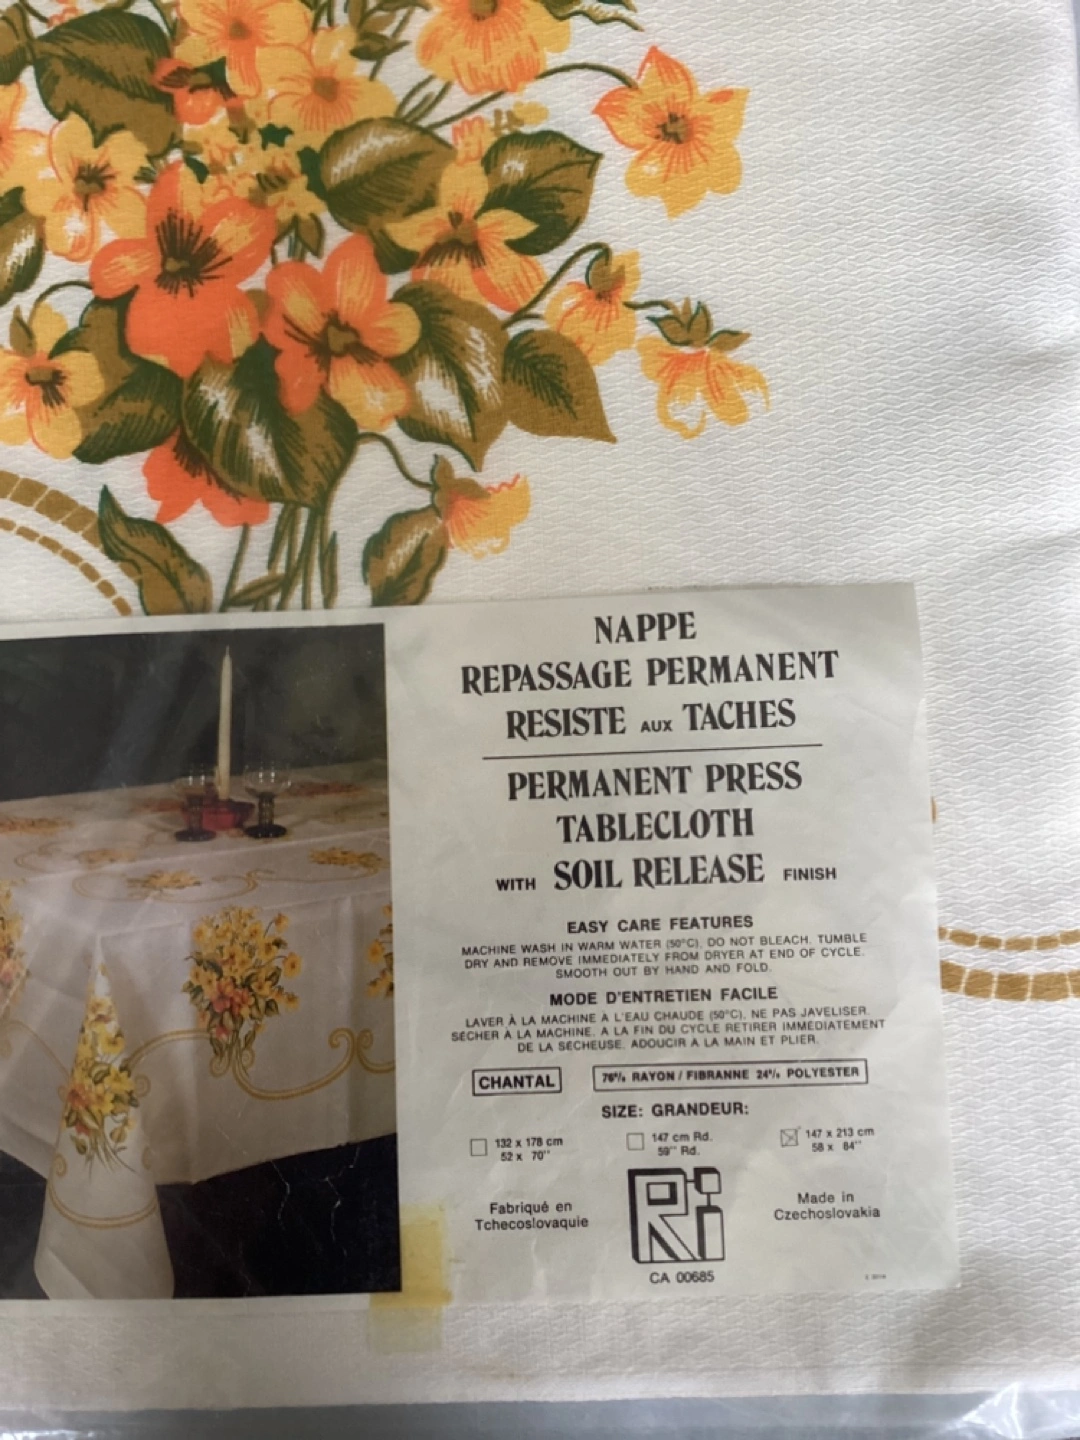 NAPPE
REPASSAGE PERMANENT
RESISTE AUX TACHES
PERMANENT PRESS
TABLECLOTH
WITH SOIL RELEASE FINISH
EASY CARE FEATURES
MACHINE WASH IN WARM WATER (50°C). DO NOT BLEACH. TUMBLE
DRY AND REMOVE IMMEDIATELY FROM DRYER AT END OF CYCLE.
SMOOTH OUT BY HAND AND FOLD.
MODE D'ENTRETIEN FACILE
LAVER À LA MACHINE À L'EAU CHAUDE (50°C). NE PAS JAVELISER.
SECHER À LA MACHINE. A LA FIN DU CYCLE RETIRER IMMEDIATEMENT
DE LA SECHEUSE. ADOUCIR A LA MAIN ET PLIER.
CHANTAL
76% RAYON / FIBRANNE 24% POLYESTER
SIZE: GRANDEUR:
132 x 178 cm
52 x 70"
147 cm Rd.
59" Rd.
147 x 213 cm
58 x 84"
Fabriqué en
Tchecoslovaquie
Ri
Made in
Czechoslovakia
CA 00685